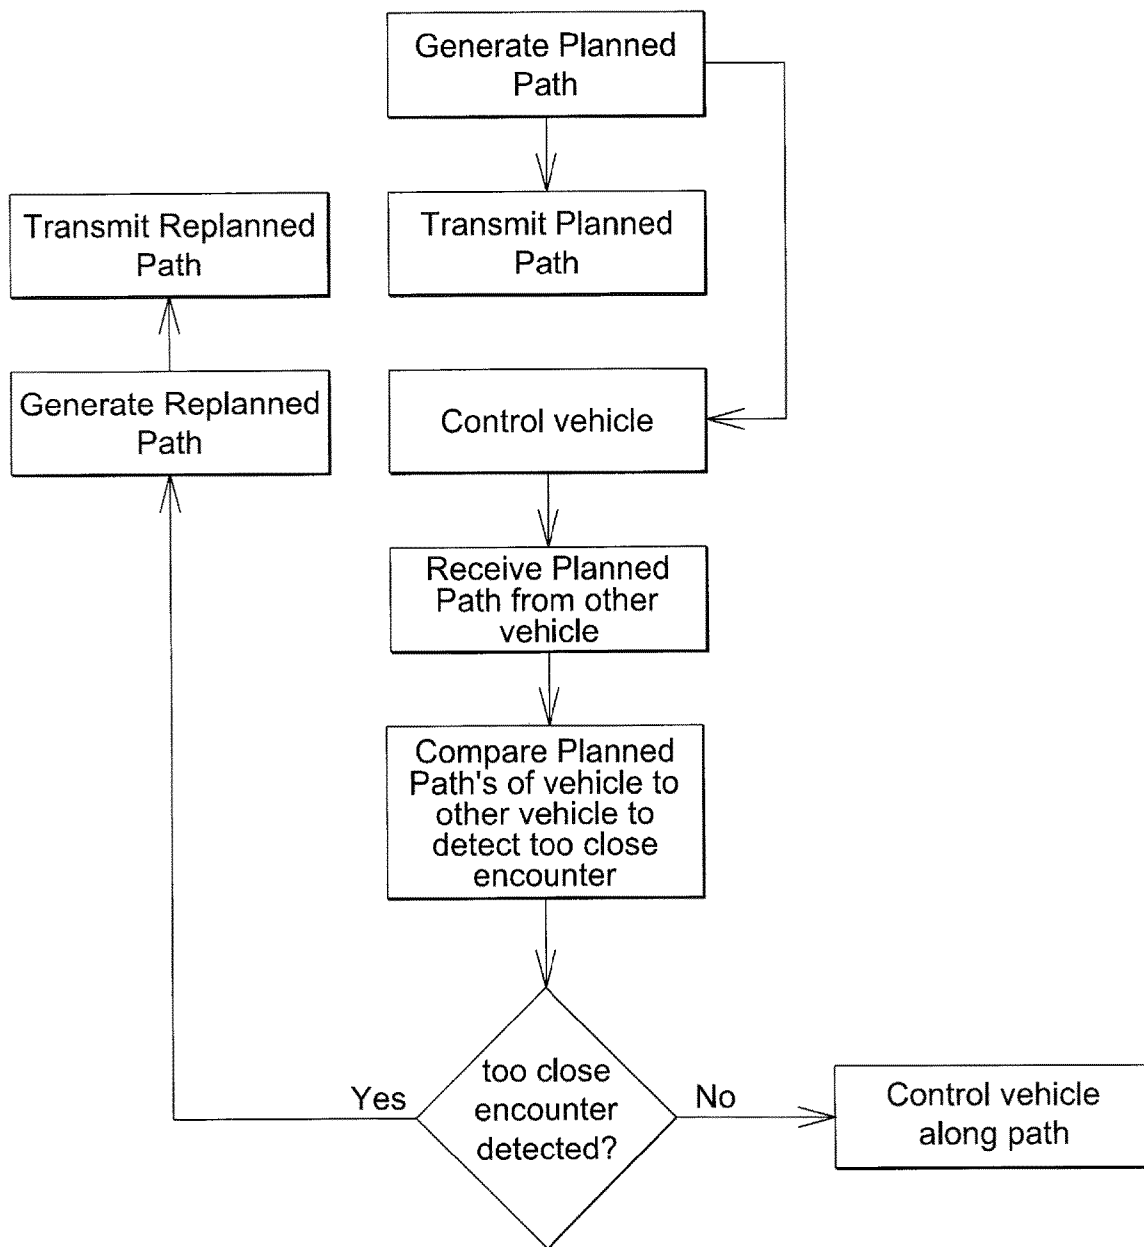 Generate Planned
Path
Transmit Replanned
Path
Transmit Planned
Path
Generate Replanned
Path
Control vehicle
Receive Planned
Path from other
vehicle
Compare Planned
Path's of vehicle to
other vehicle to
detect too close
encounter
too close
encounter
detected?
Yes
No
Control vehicle
along path